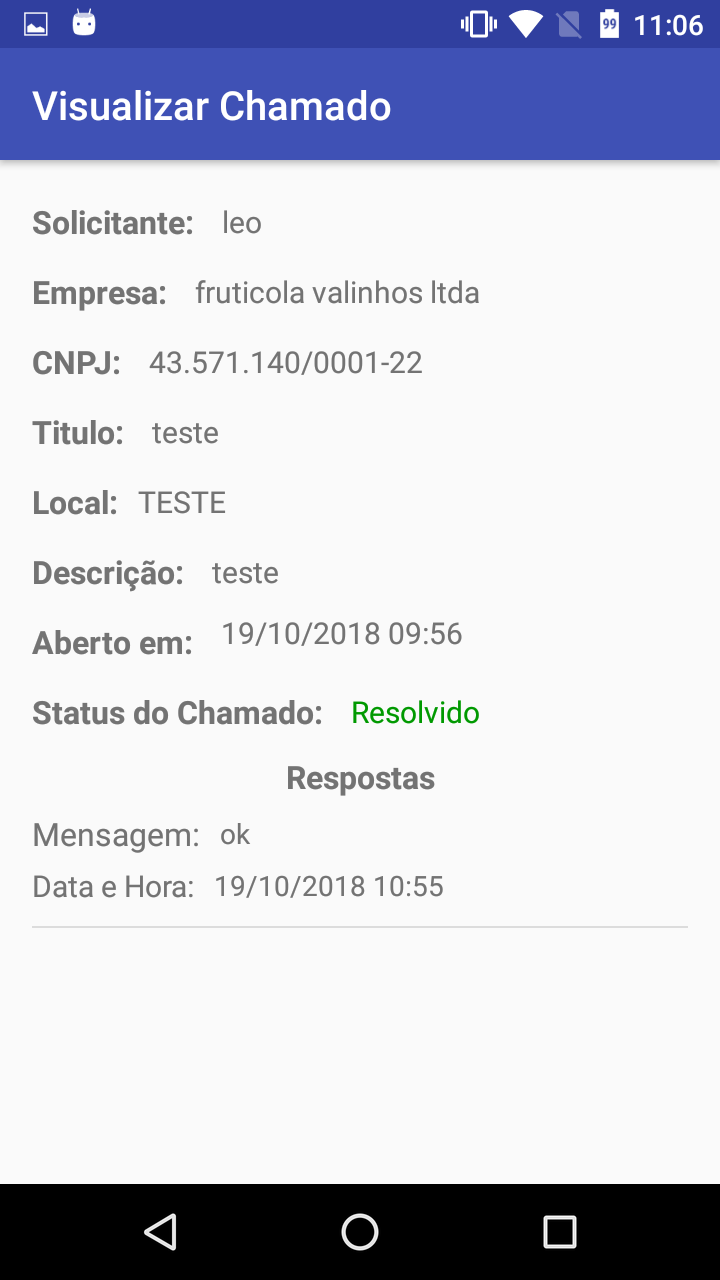 99 11:06
Visualizar Chamado
Solicitante: leo
Empresa: fruticola valinhos ltda
CNPJ: 43.571.140/0001-22
Titulo: teste
Local: TESTE
Descrição: teste
Aberto em: 19/10/2018 09:56
Status do Chamado: Resolvido
Respostas
Mensagem: ok
Data e Hora: 19/10/2018 10:55